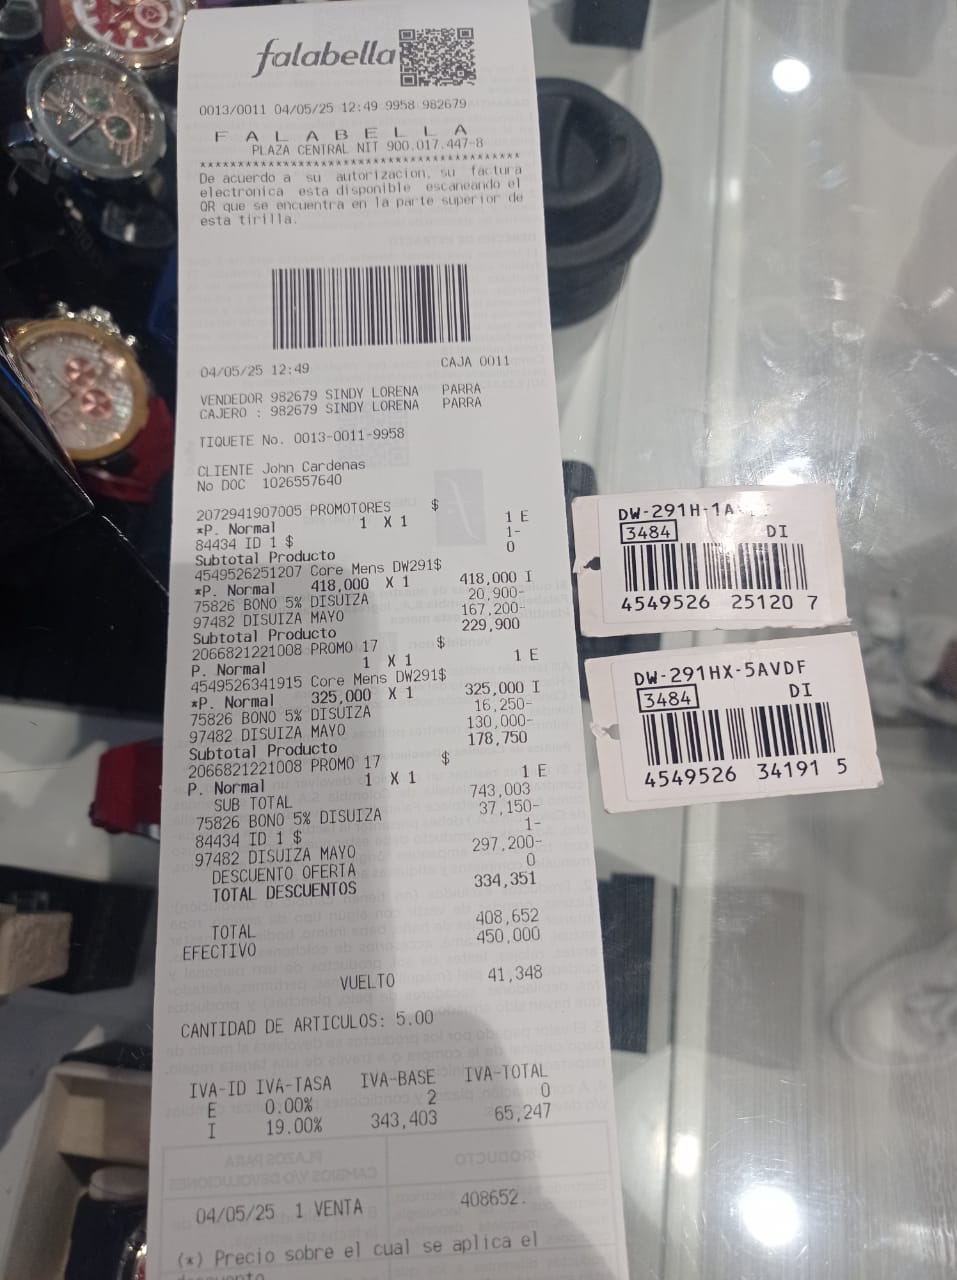 falabella
0013/0011 04/05/25 12:49 9958 982679
F A L A B E L L A
PLAZA CENTRAL NIT 900.017.447-8
****************************************************
De acuerdo a su autorizacion, su factura
electronica esta disponible escaneando el
QR que se encuentra en la parte superior de
esta tirilla.
04/05/25 12:49 CAJA 0011
VENDEDOR 982679 SINDY LORENA PARRA
CAJERO : 982679 SINDY LORENA PARRA
TIQUETE No. 0013-0011-9958
CLIENTE John Cardenas
No DOC 1026557640
2072941907005 PROMOTORES $
*P. Normal 1 X 1 1 E
84434 ID 1 $ 1-
Subtotal Producto 0
4549526251207 Core Mens DW291$
*P. Normal 418,000 X 1 418,000 I
75826 BONO 5% DISUIZA 20,900-
97482 DISUIZA MAYO 167,200-
Subtotal Producto 229,900
2066821221008 PROMO 17 $
P. Normal 1 X 1 1 E
4549526341915 Core Mens DW291$
*P. Normal 325,000 X 1 325,000 I
75826 BONO 5% DISUIZA 16,250-
97482 DISUIZA MAYO 130,000-
Subtotal Producto 178,750
2066821221008 PROMO 17 $
P. Normal 1 X 1 1 E
SUB TOTAL 743,003
75826 BONO 5% DISUIZA 37,150-
84434 ID 1 $ 1-
97482 DISUIZA MAYO 297,200-
DESCUENTO OFERTA 0
TOTAL DESCUENTOS 334,351
TOTAL 408,652
EFECTIVO 450,000
VUELTO 41,348
CANTIDAD DE ARTICULOS: 5.00
IVA-ID IVA-TASA IVA-BASE IVA-TOTAL
E 0.00% 2 0
I 19.00% 343,403 65,247
04/05/25 1 VENTA 408652.
(*) Precio sobre el cual se aplica el
DW-291H-1A
3484 DI
4549526 25120 7
DW-291HX-5AVDF
3484 DI
4549526 34191 5